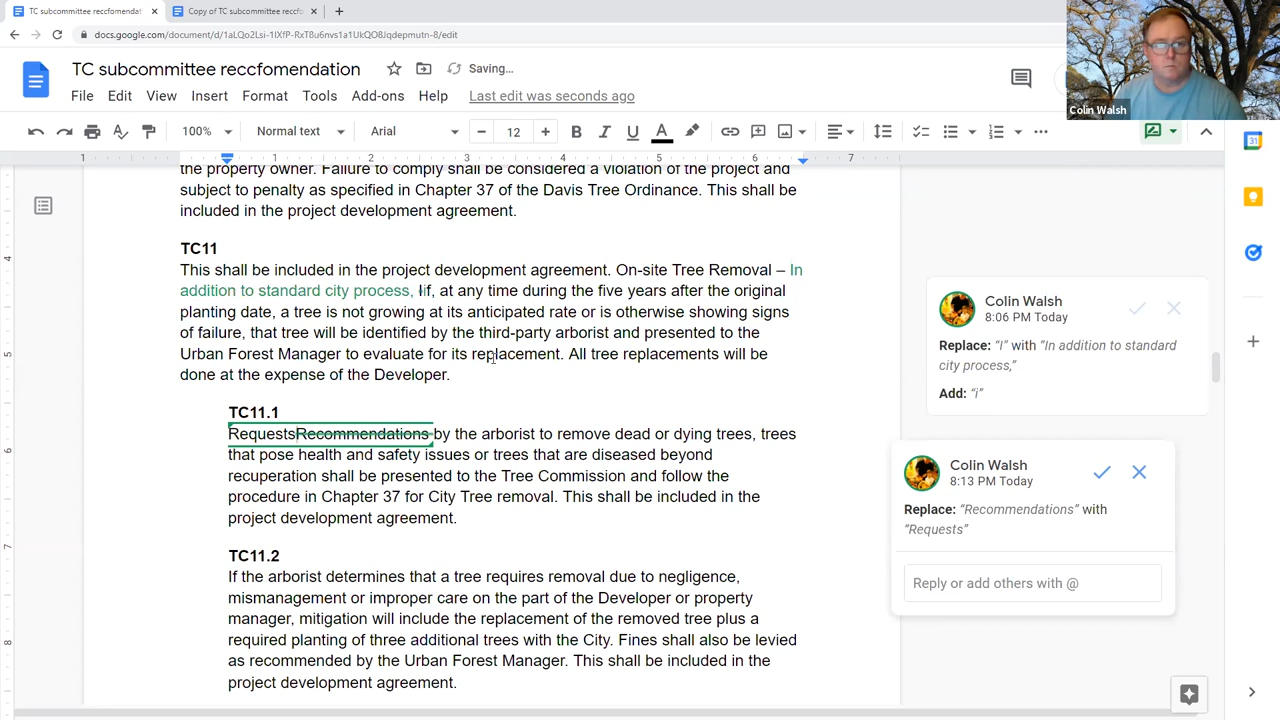 TC subcommittee reccfomendati
Copy of TC subcommittee reccfo
docs.google.com/document/d/1aLQo2Lsi-1IXfP-RxT8u6nvs1a1UkQO8Jqdepmutn-8/edit
TC subcommittee reccfomendation
Saving...
File Edit View Insert Format Tools Add-ons Help Last edit was seconds ago
100% Normal text Arial 12
1 1 2 3 4 5 6 7
the property owner. Failure to comply shall be considered a violation of the project and
subject to penalty as specified in Chapter 37 of the Davis Tree Ordinance. This shall be
included in the project development agreement.
TC11
This shall be included in the project development agreement. On-site Tree Removal – In
addition to standard city process, Iif, at any time during the five years after the original
planting date, a tree is not growing at its anticipated rate or is otherwise showing signs
of failure, that tree will be identified by the third-party arborist and presented to the
Urban Forest Manager to evaluate for its replacement. All tree replacements will be
done at the expense of the Developer.
TC11.1
RequestsRecommendations by the arborist to remove dead or dying trees, trees
that pose health and safety issues or trees that are diseased beyond
recuperation shall be presented to the Tree Commission and follow the
procedure in Chapter 37 for City Tree removal. This shall be included in the
project development agreement.
TC11.2
If the arborist determines that a tree requires removal due to negligence,
mismanagement or improper care on the part of the Developer or property
manager, mitigation will include the replacement of the removed tree plus a
required planting of three additional trees with the City. Fines shall also be levied
as recommended by the Urban Forest Manager. This shall be included in the
project development agreement.
4
5
6
7
8
Colin Walsh
8:06 PM Today
Replace: "I" with "In addition to standard
city process,"
Add: "i"
Colin Walsh
8:13 PM Today
Replace: "Recommendations" with
"Requests"
Reply or add others with @
Colin Walsh
31